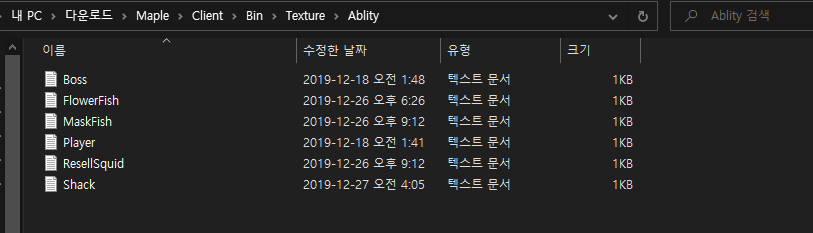 내 PC > 다운로드 > Maple > Client > Bin > Texture > Ablity Ablity 검색
이름 수정한 날짜 유형 크기
Boss 2019-12-18 오전 1:48 텍스트 문서 1KB
FlowerFish 2019-12-26 오후 6:26 텍스트 문서 1KB
MaskFish 2019-12-26 오후 9:12 텍스트 문서 1KB
Player 2019-12-18 오전 1:41 텍스트 문서 1KB
ResellSquid 2019-12-26 오후 9:12 텍스트 문서 1KB
Shack 2019-12-27 오전 4:05 텍스트 문서 1KB